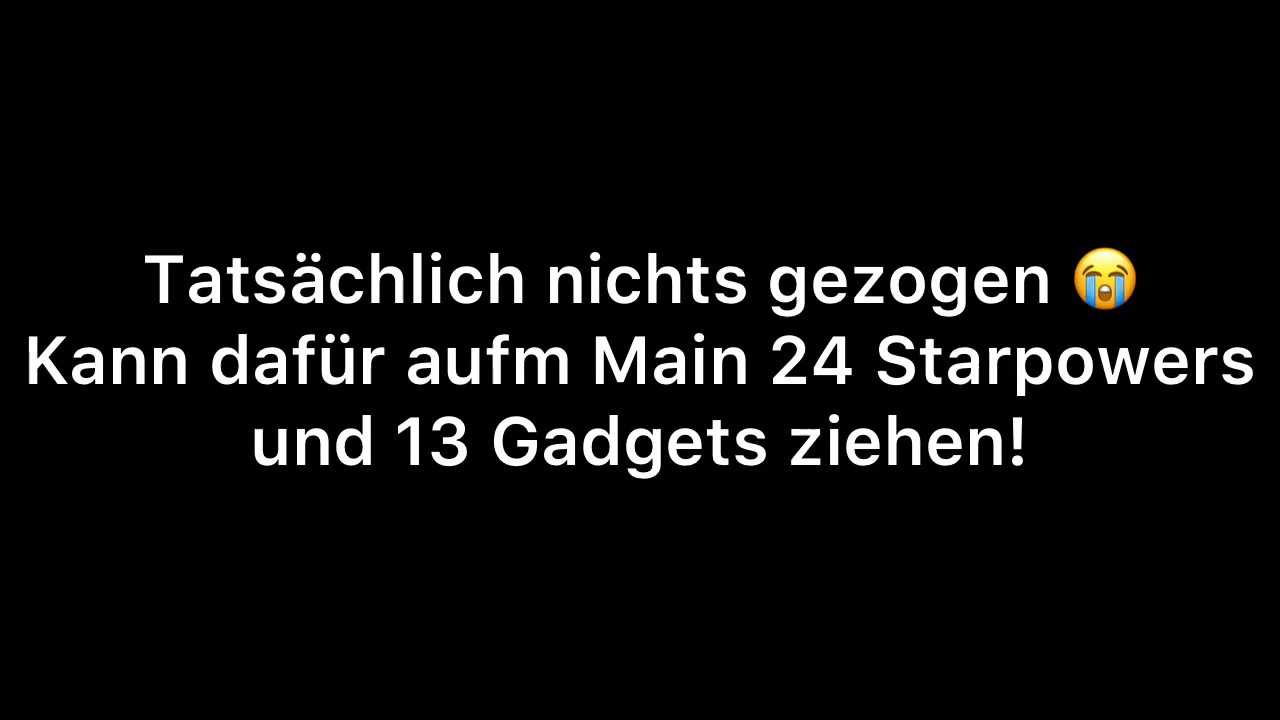 Tatsächlich nichts gezogen 😭
Kann dafür aufm Main 24 Starpowers
und 13 Gadgets ziehen!